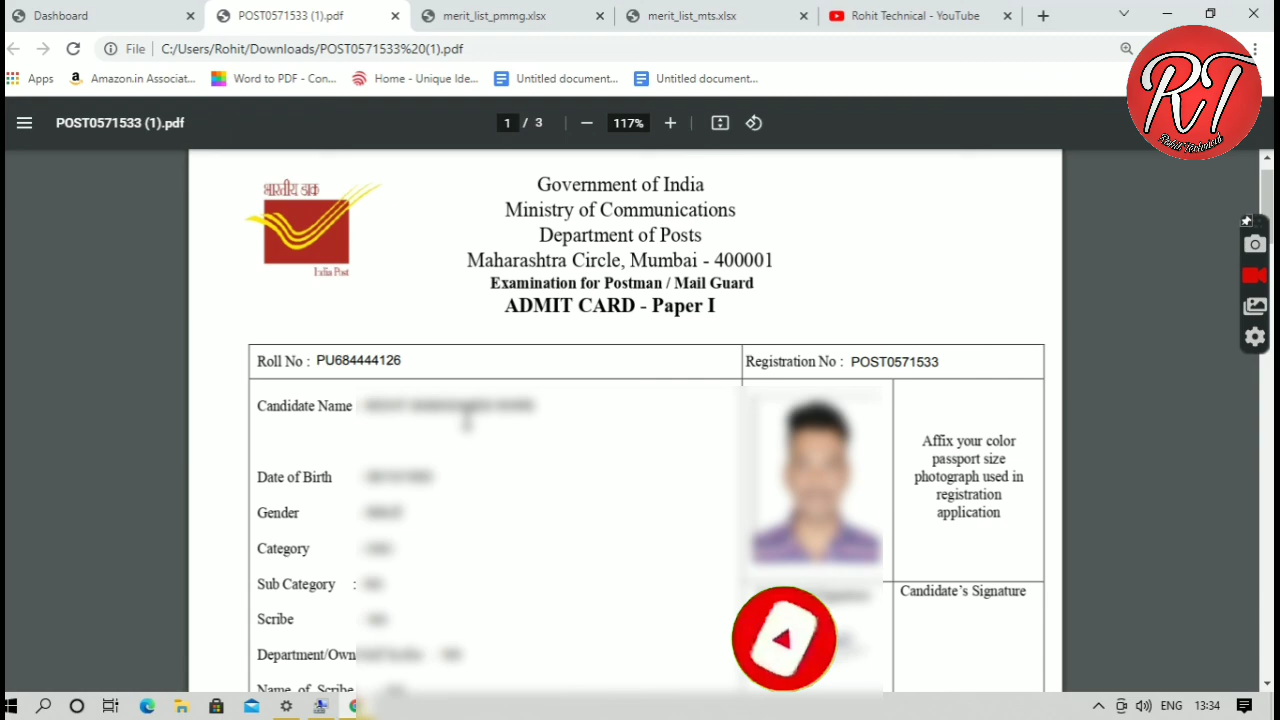 Dashboard
POST0571533 (1).pdf
merit_list_pmmg.xlsx
merit_list_mts.xlsx
Rohit Technical - YouTube
File
C:/Users/Rohit/Downloads/POST0571533%20(1).pdf
Apps
Amazon.in Associat...
Word to PDF - Con...
Home - Unique Ide...
Untitled document...
Untitled document...
RT
Rohit Technical
POST0571533 (1).pdf
1 / 3
117%
भारतीय डाक
India Post
Government of India
Ministry of Communications
Department of Posts
Maharashtra Circle, Mumbai - 400001
Examination for Postman / Mail Guard
ADMIT CARD - Paper I
Roll No : PU684444126
Registration No : POST0571533
Candidate Name
Affix your color
passport size
photograph used in
registration
application
Date of Birth
Gender
Category
Sub Category :
Candidate's Signature
Scribe
Department/Own
Name of Scribe
ENG
13:34